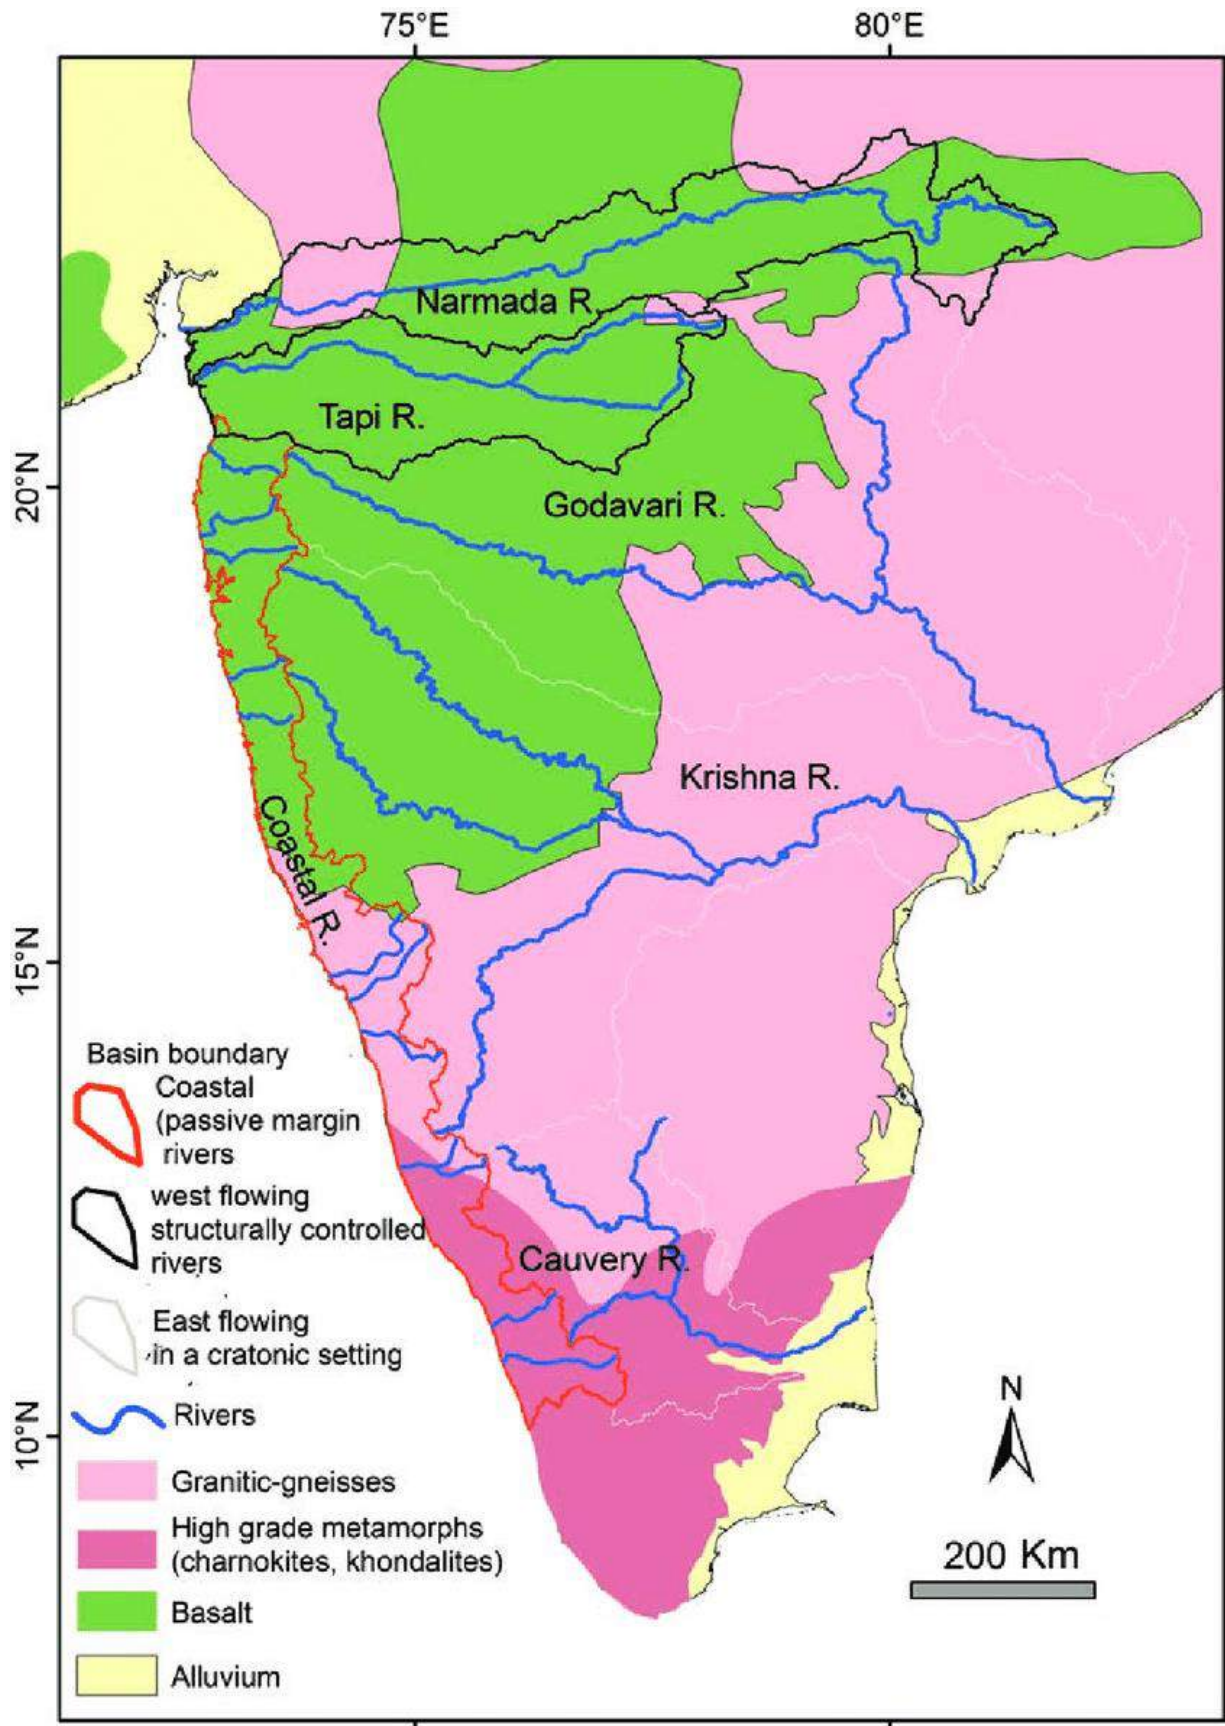 75°E
80°E
Narmada R.
Tapi R.
20°N
Godavari R.
Krishna R.
Coastal R.
15°N
Basin boundary
Coastal
(passive margin
rivers
west flowing
structurally controlled
rivers
Cauvery R.
East flowing
in a cratonic setting
10°N
N
Rivers
Granitic-gneisses
High grade metamorphs
(charnokites, khondalites)
200 Km
Basalt
Alluvium